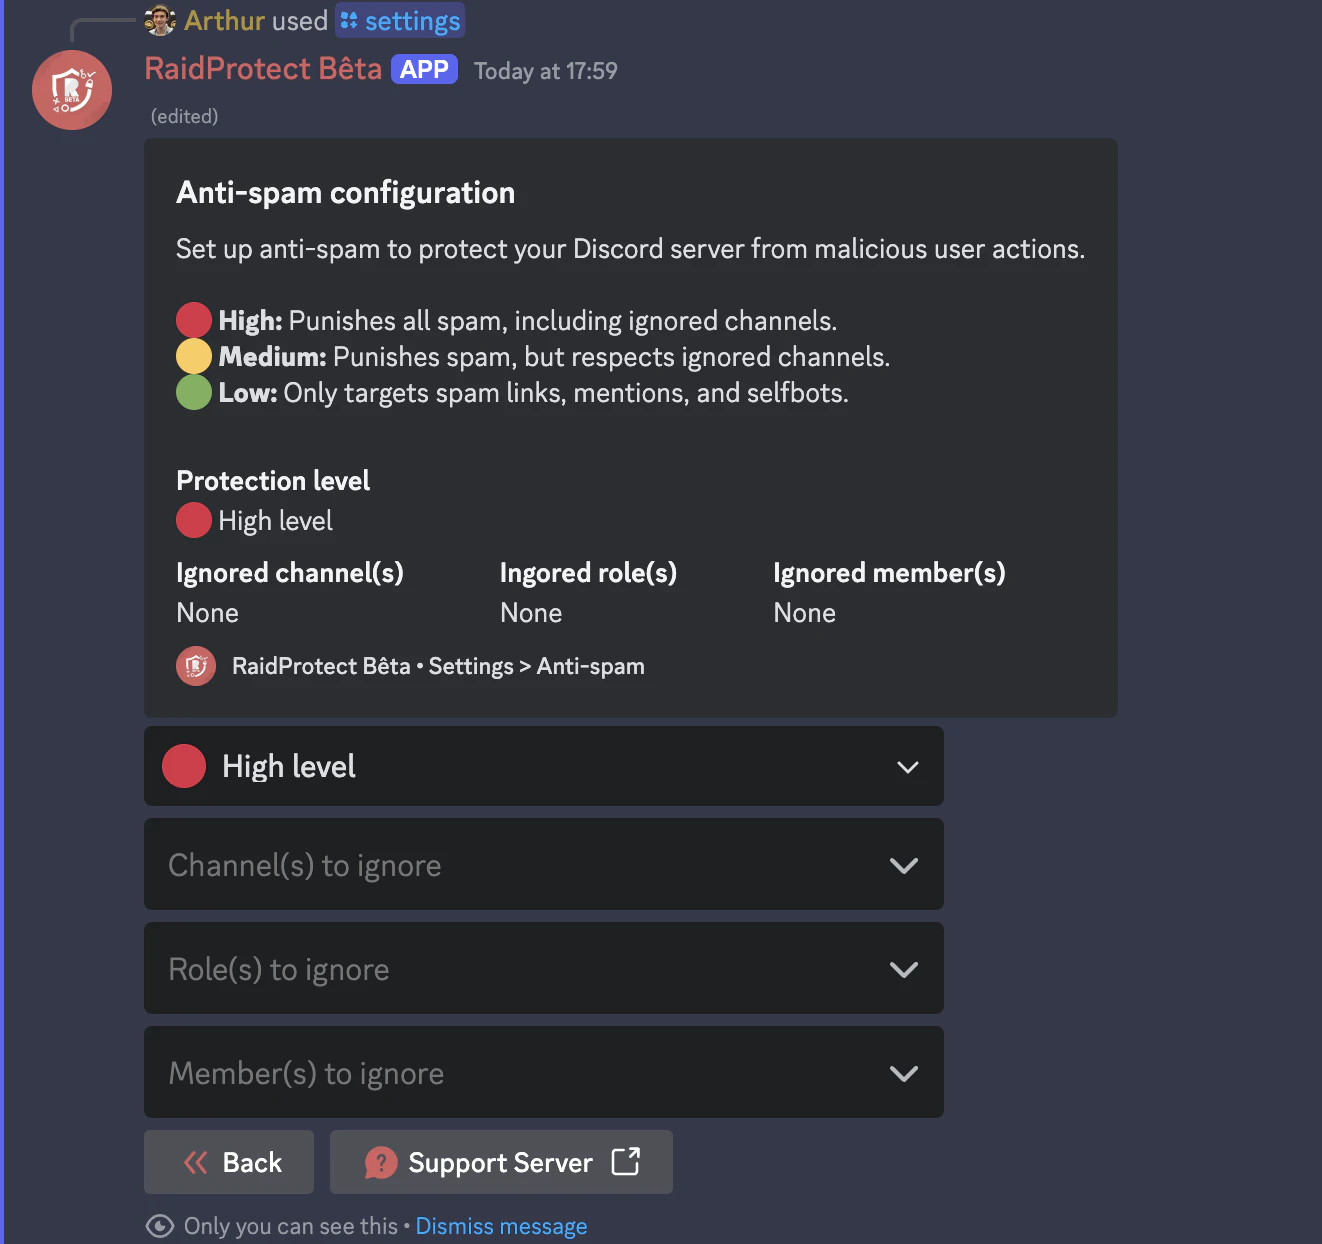 Arthur used settings
RaidProtect Bêta APP Today at 17:59
(edited)
Anti-spam configuration
Set up anti-spam to protect your Discord server from malicious user actions.
High: Punishes all spam, including ignored channels.
Medium: Punishes spam, but respects ignored channels.
Low: Only targets spam links, mentions, and selfbots.
Protection level
High level
Ignored channel(s) Ingored role(s) Ignored member(s)
None None None
RaidProtect Bêta • Settings > Anti-spam
High level
Channel(s) to ignore
Role(s) to ignore
Member(s) to ignore
Back Support Server
Only you can see this • Dismiss message